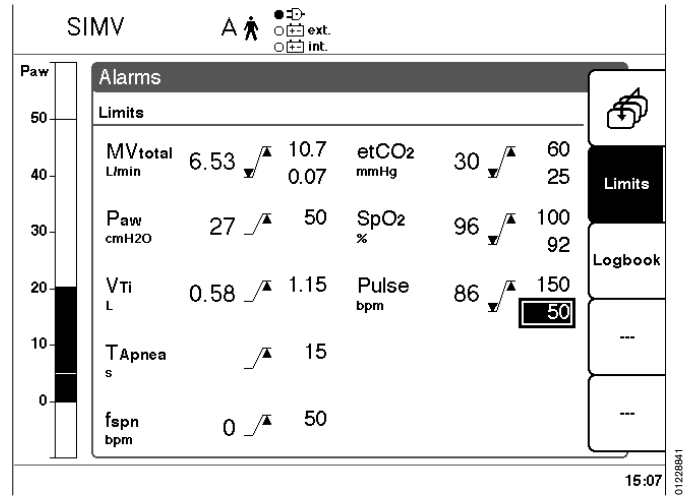 SIMV A ext.
int.
Paw
Alarms
Limits
50
MVtotal 6.53 10.7 etCO2 30 60
L/min 0.07 mmHg 25
40
Limits
Paw 27 50 SpO2 96 100
cmH2O % 92
30
Logbook
VTi 0.58 1.15 Pulse 86 150
L bpm 50
20
---
10
TApnea 15
s
---
0
fspn 0 50
bpm
15:07
01228841